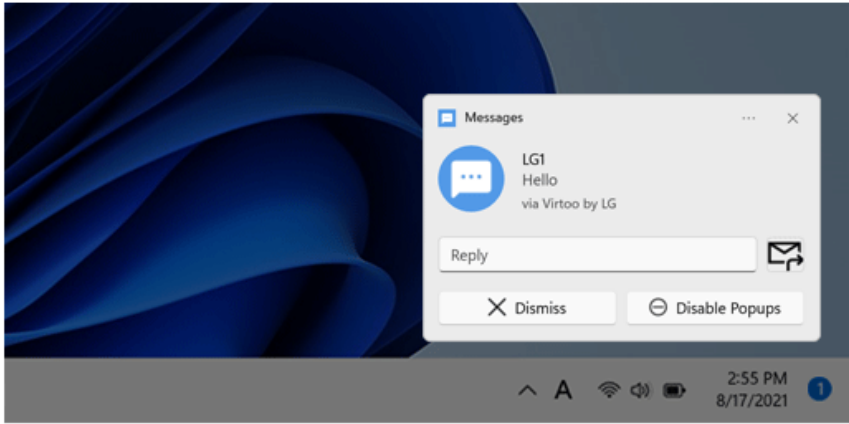 Messages
LG1
Hello
via Virtoo by LG
Reply
Dismiss
Disable Popups
A
2:55 PM
8/17/2021
1